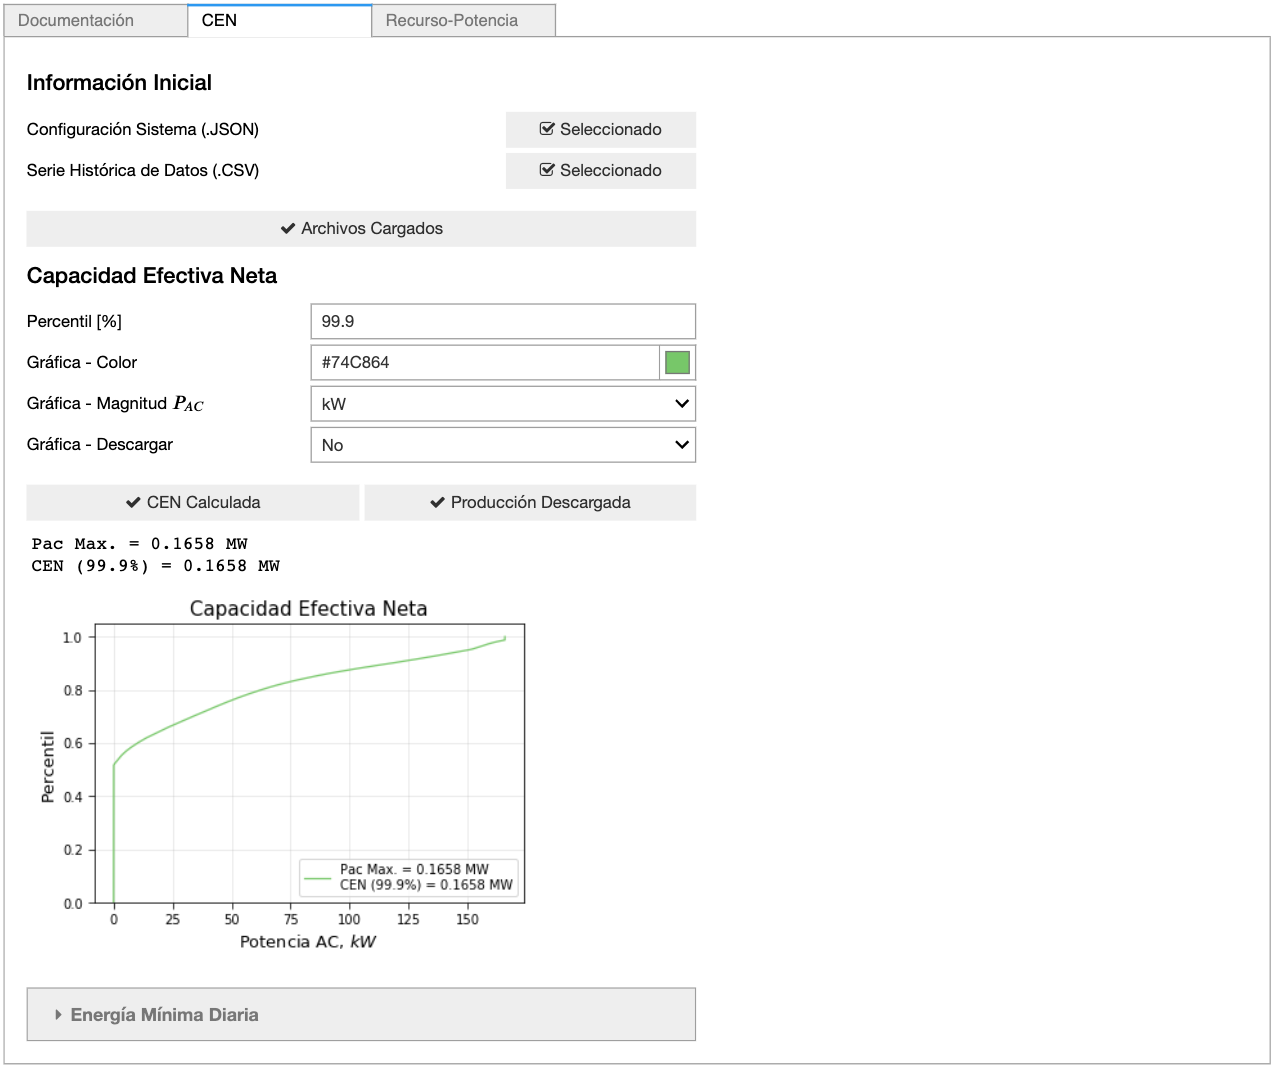 Documentación
CEN
Recurso-Potencia
Información Inicial
Configuración Sistema (.JSON)
Seleccionado
Serie Histórica de Datos (.CSV)
Seleccionado
Archivos Cargados
Capacidad Efectiva Neta
Percentil [%]
99.9
Gráfica - Color
#74C864
Gráfica - Magnitud P_AC
kW
Gráfica - Descargar
No
CEN Calculada
Producción Descargada
Pac Max. = 0.1658 MW
CEN (99.9%) = 0.1658 MW
Capacidad Efectiva Neta
1.0
0.8
0.6
0.4
0.2
0.0
Percentil
Pac Max. = 0.1658 MW
CEN (99.9%) = 0.1658 MW
0 25 50 75 100 125 150
Potencia AC, kW
Energía Mínima Diaria